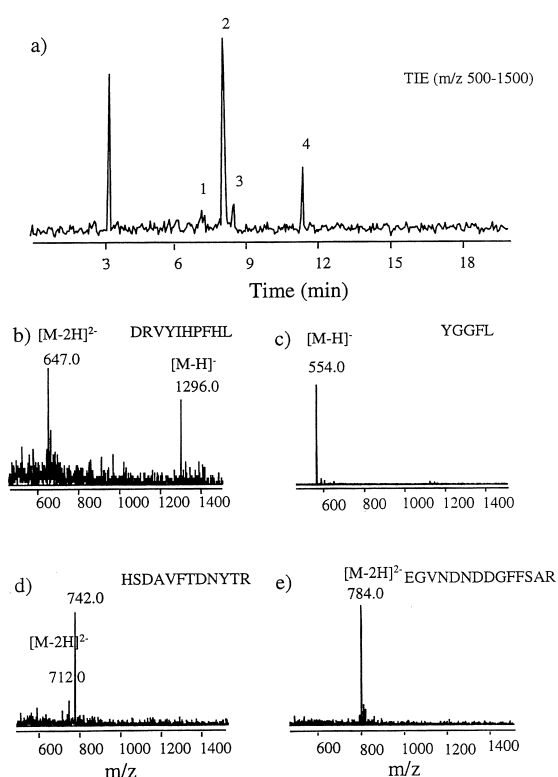 a)
2
TIE (m/z 500-1500)
4
1
3
3 6 9 12 15 18
Time (min)
b) [M-2H]²⁻ DRVYIHPFHL
647.0
[M-H]⁻
1296.0
600 800 1000 1200 1400
c) [M-H]⁻ YGGFL
554.0
600 800 1000 1200 1400
d) HSDAVFTDNYTR
742.0
[M-2H]²⁻
712.0
600 800 1000 1200 1400
m/z
e) [M-2H]²⁻ EGVNDNDDGFFSAR
784.0
600 800 1000 1200 1400
m/z